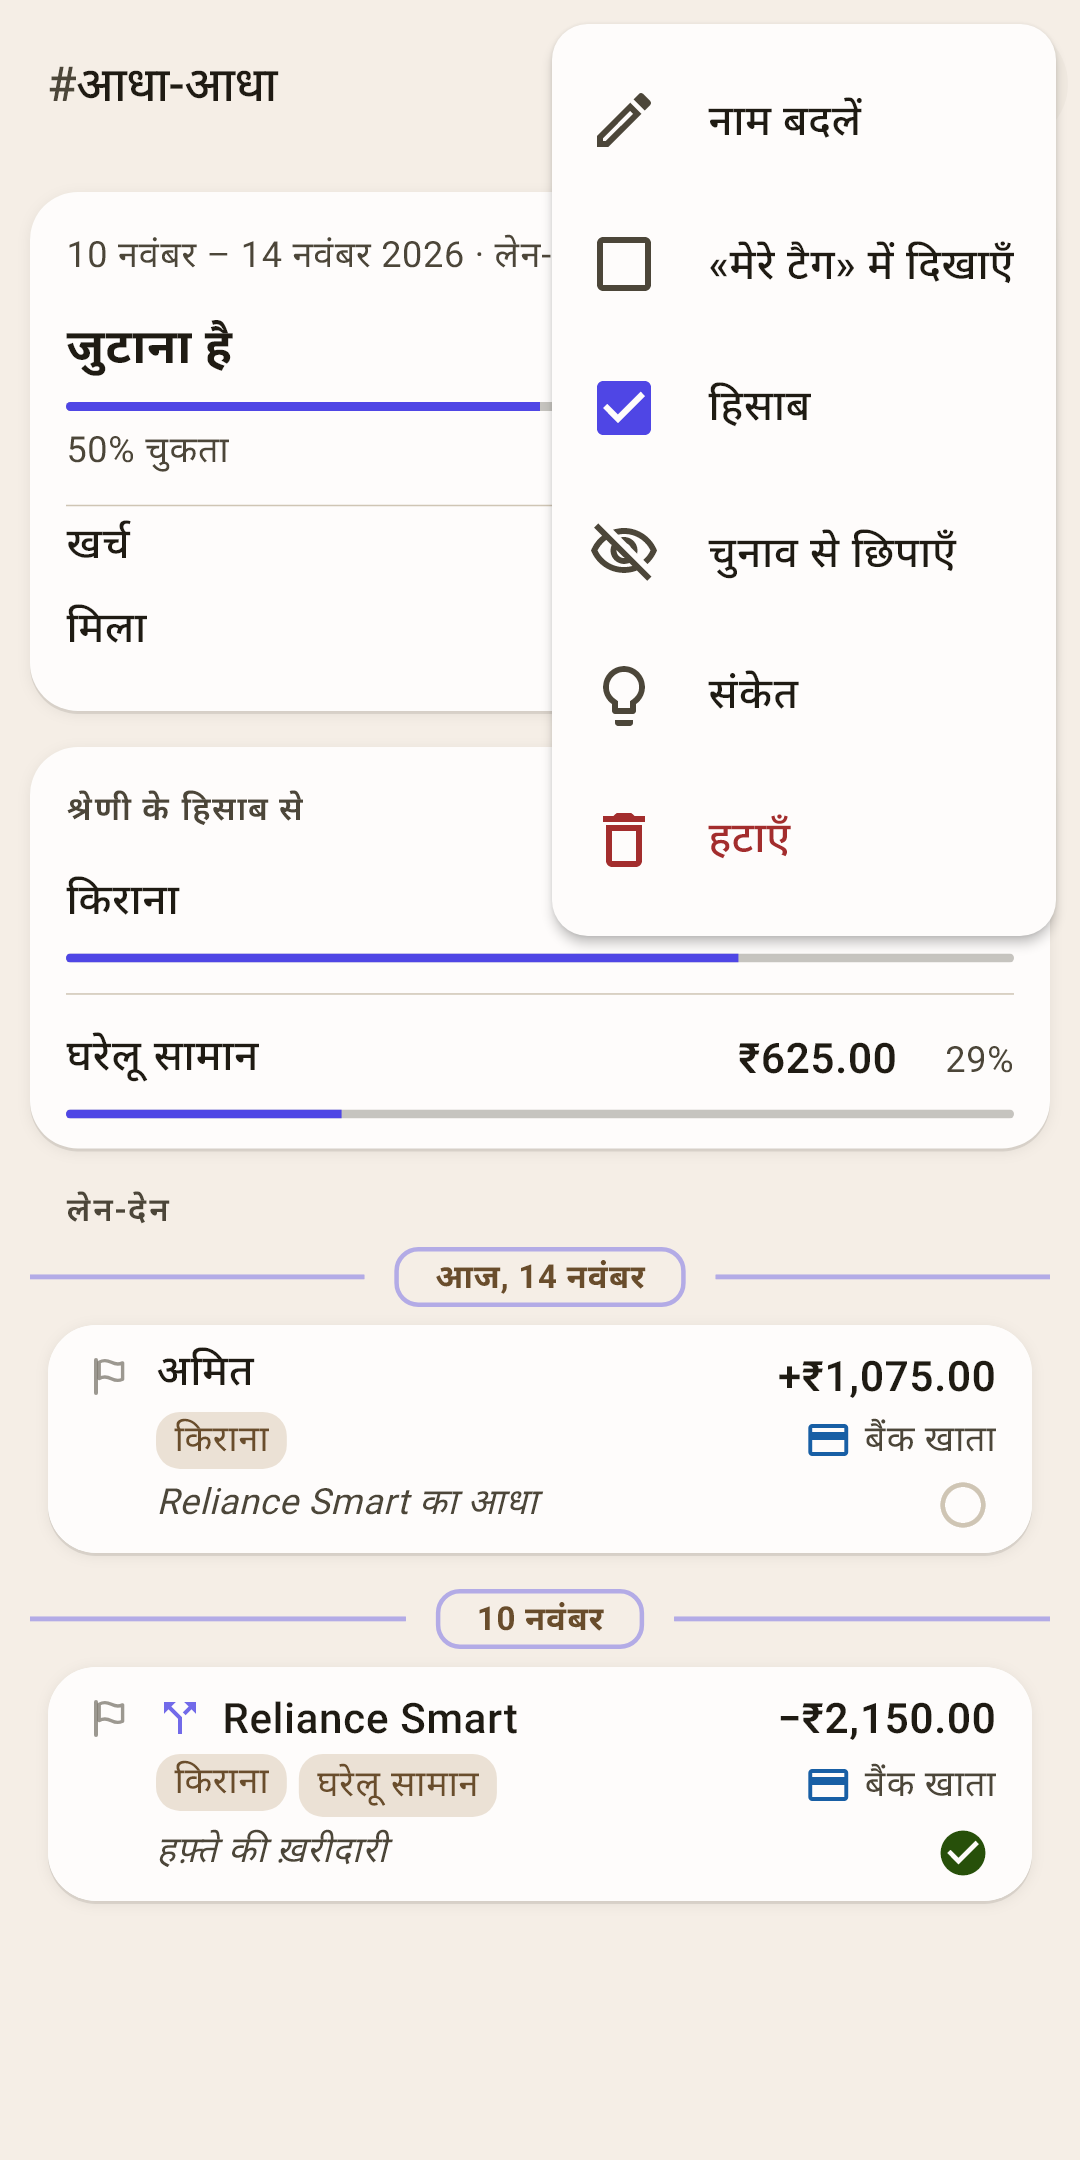 #आधा-आधा
नाम बदलें
«मेरे टैग» में दिखाएँ
हिसाब
चुनाव से छिपाएँ
संकेत
हटाएँ
10 नवंबर – 14 नवंबर 2026 · लेन-
जुटाना है
50% चुकता
खर्च
मिला
श्रेणी के हिसाब से
किराना
घरेलू सामान ₹625.00 29%
लेन-देन
आज, 14 नवंबर
अमित +₹1,075.00
किराना बैंक खाता
Reliance Smart का आधा
10 नवंबर
Reliance Smart −₹2,150.00
किराना घरेलू सामान बैंक खाता
हफ़्ते की ख़रीदारी